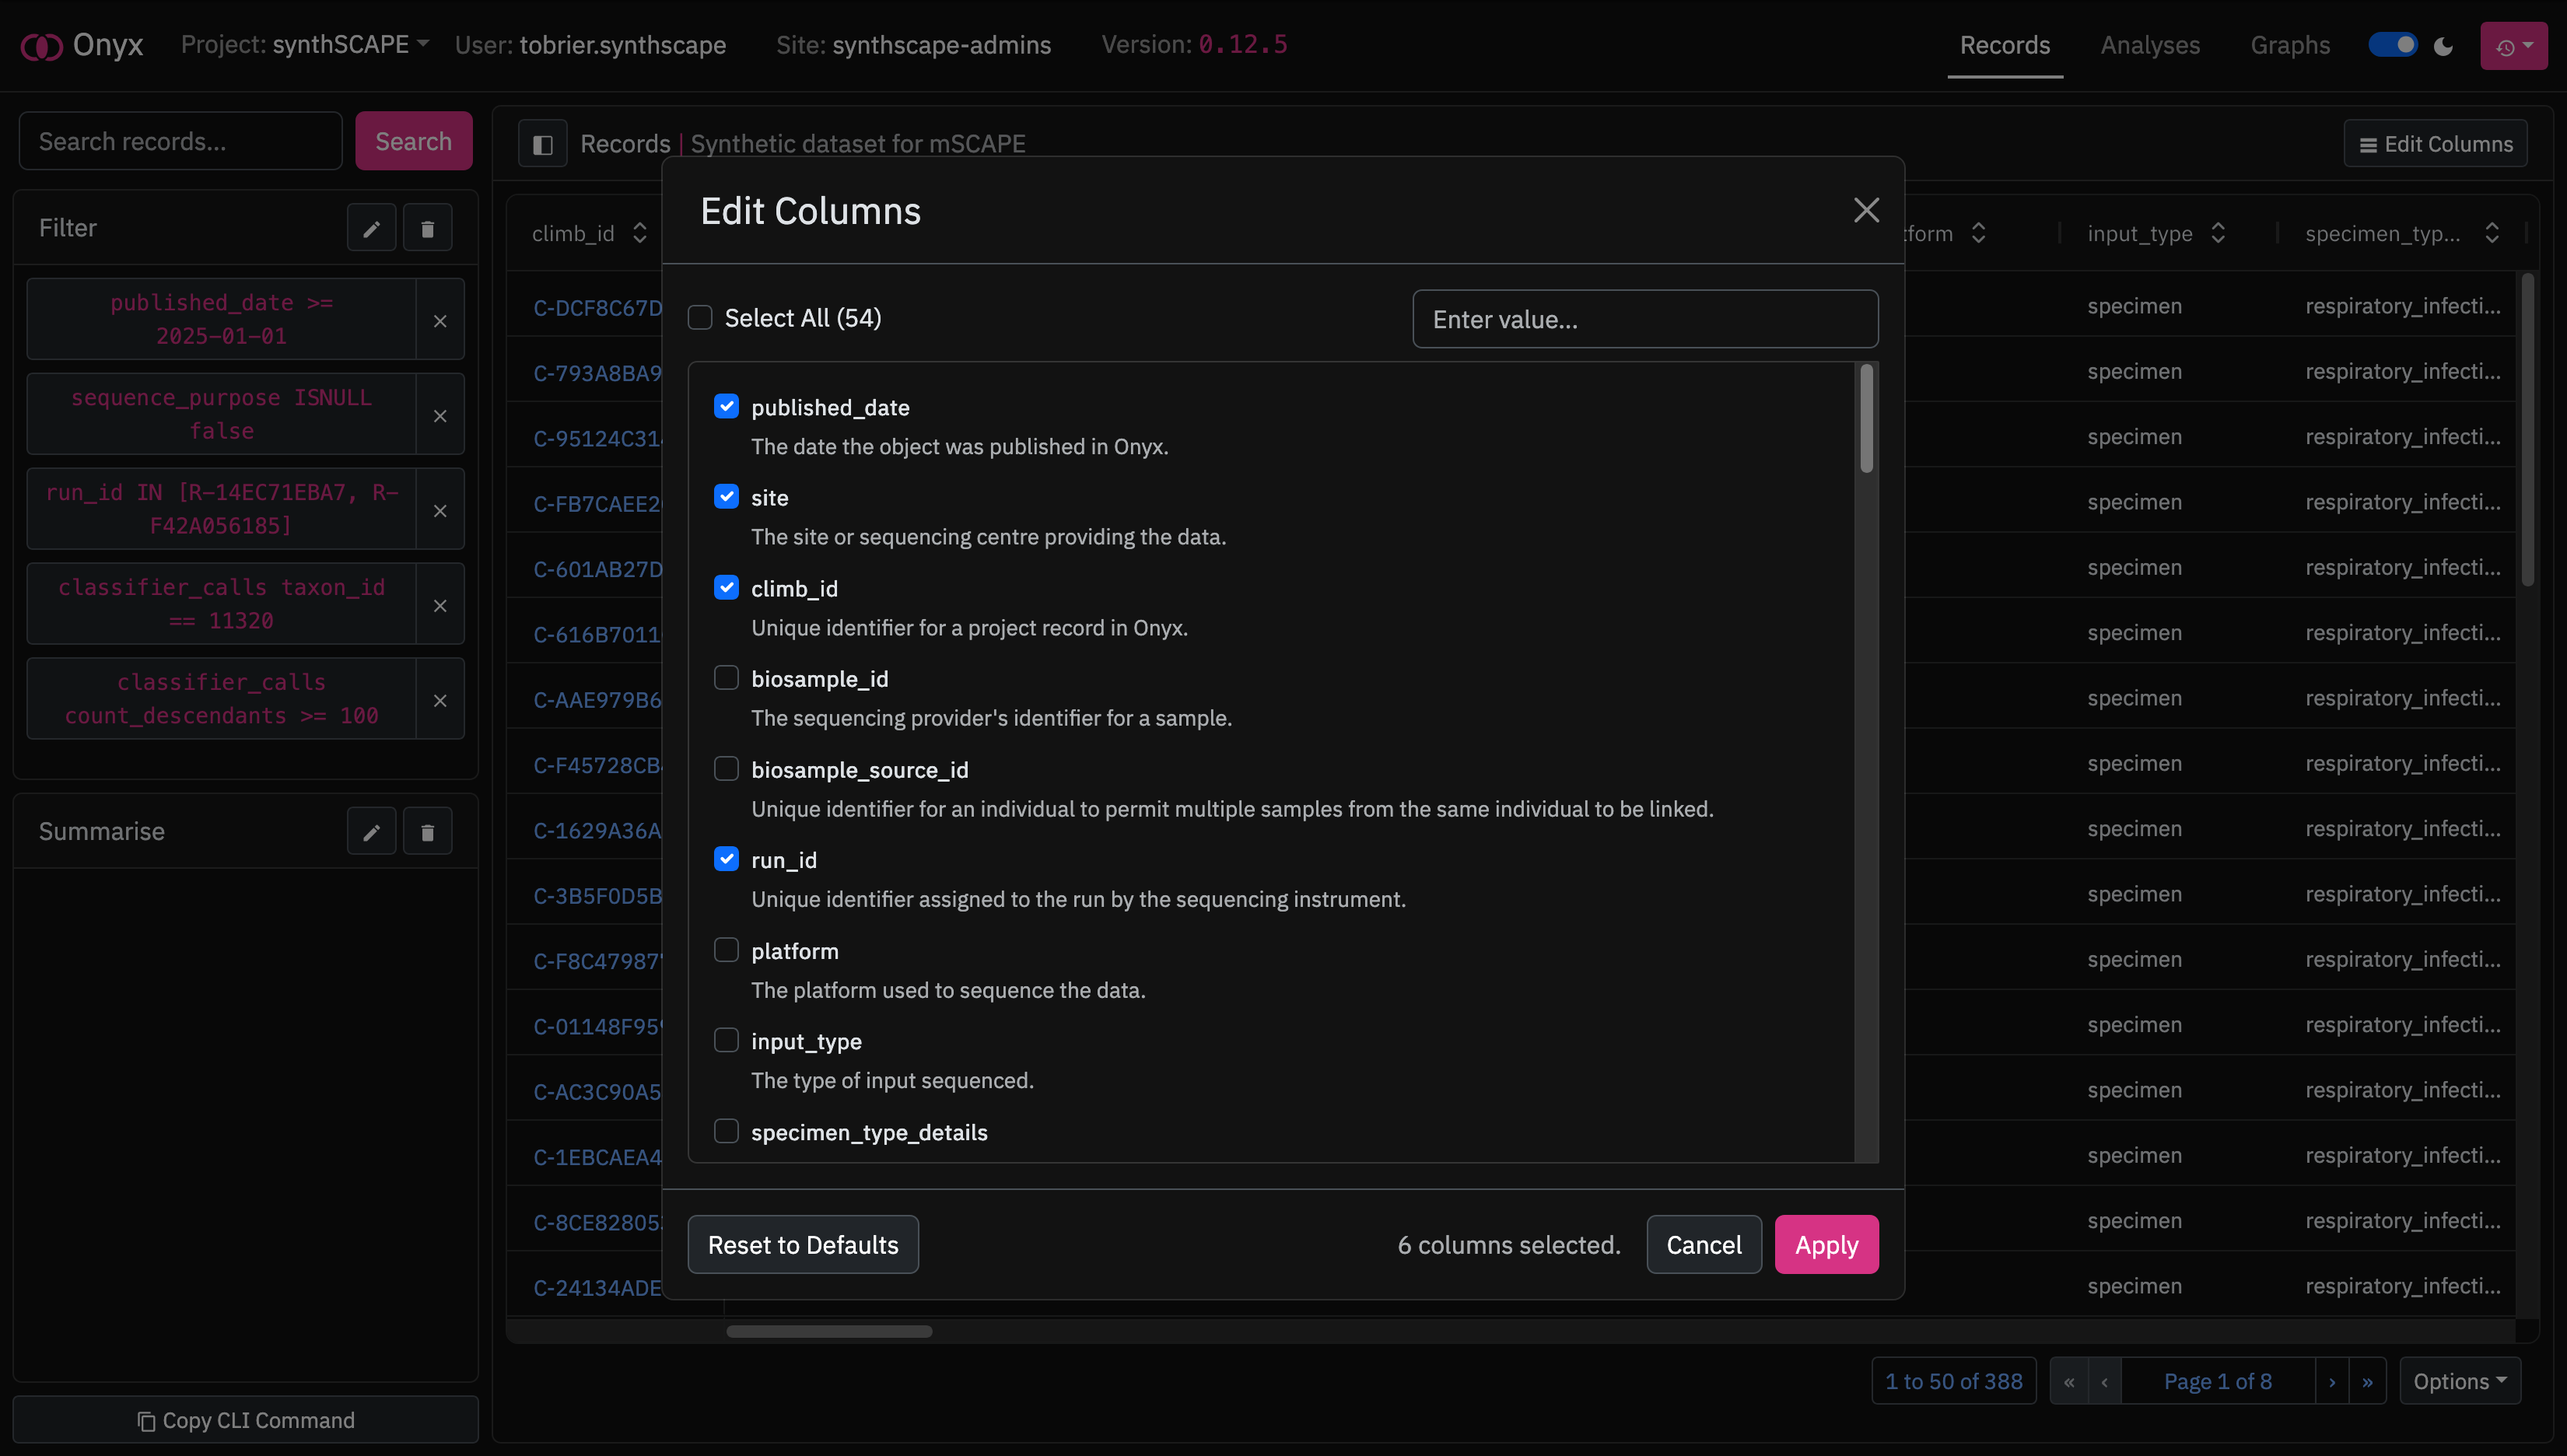 Onyx
Project: synthSCAPE
User: tobrier.synthscape
Site: synthscape-admins
Version: 0.12.5
Records
Analyses
Graphs
Search records...
Search
Filter
published_date >=
2025-01-01
sequence_purpose ISNULL
false
run_id IN [R-14EC71EBA7, R-
F42A056185]
classifier_calls taxon_id
== 11320
classifier_calls
count_descendants >= 100
Summarise
Copy CLI Command
Records | Synthetic dataset for mSCAPE
Edit Columns
climb_id
tform
input_type
specimen_typ...
C-DCF8C67D
specimen
respiratory_infecti...
C-793A8BA9
specimen
respiratory_infecti...
C-95124C31
specimen
respiratory_infecti...
C-FB7CAEE2
specimen
respiratory_infecti...
C-601AB27D
specimen
respiratory_infecti...
C-616B7011
specimen
respiratory_infecti...
C-AAE979B6
specimen
respiratory_infecti...
C-F45728CB
specimen
respiratory_infecti...
C-1629A36A
specimen
respiratory_infecti...
C-3B5F0D5B
specimen
respiratory_infecti...
C-F8C47987
specimen
respiratory_infecti...
C-01148F95
specimen
respiratory_infecti...
C-AC3C90A5
specimen
respiratory_infecti...
C-1EBCAEA4
specimen
respiratory_infecti...
C-8CE82805
specimen
respiratory_infecti...
C-24134ADE
specimen
respiratory_infecti...
Edit Columns
Select All (54)
Enter value...
published_date
The date the object was published in Onyx.
site
The site or sequencing centre providing the data.
climb_id
Unique identifier for a project record in Onyx.
biosample_id
The sequencing provider's identifier for a sample.
biosample_source_id
Unique identifier for an individual to permit multiple samples from the same individual to be linked.
run_id
Unique identifier assigned to the run by the sequencing instrument.
platform
The platform used to sequence the data.
input_type
The type of input sequenced.
specimen_type_details
Reset to Defaults
6 columns selected.
Cancel
Apply
1 to 50 of 388
« ‹ Page 1 of 8 › »
Options